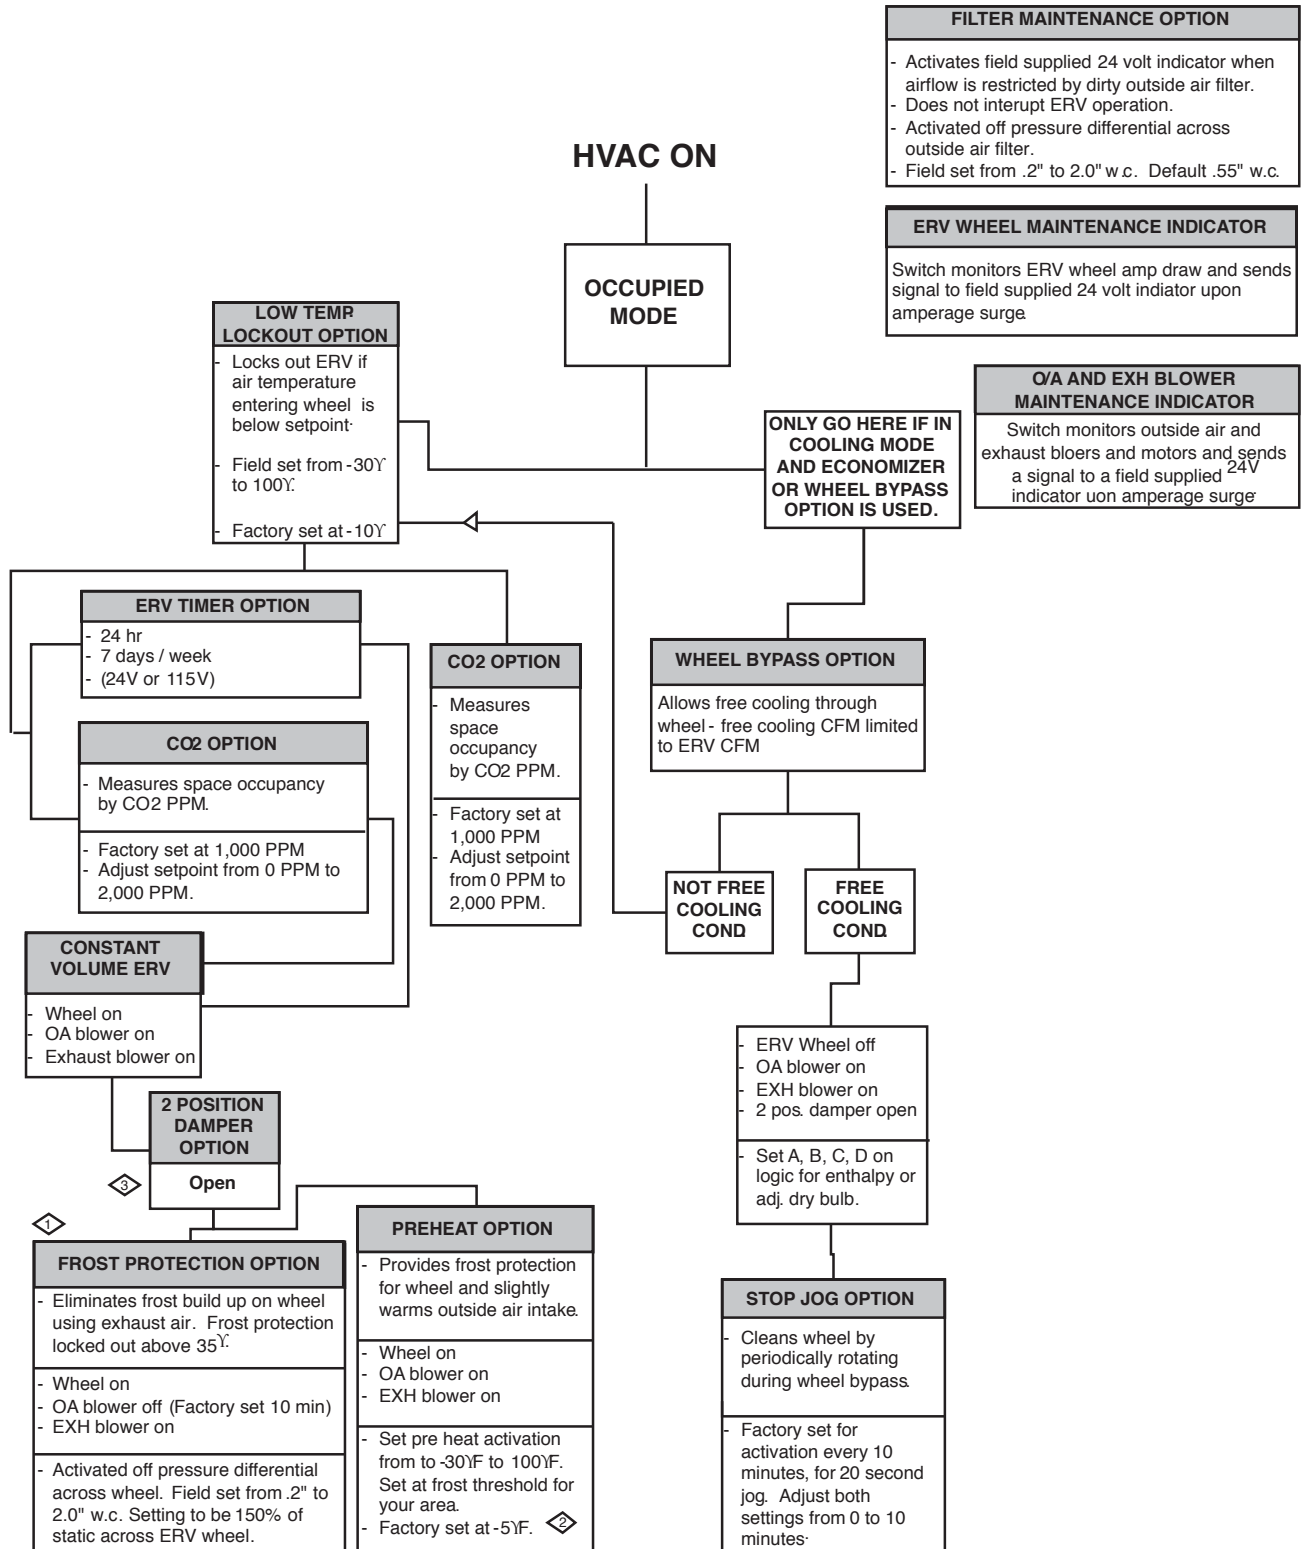 FILTER MAINTENANCE OPTION
- Activates field supplied 24 volt indicator when
airflow is restricted by dirty outside air filter.
- Does not interupt ERV operation.
- Activated off pressure differential across
outside air filter.
- Field set from .2" to 2.0" w.c. Default .55" w.c.
HVAC ON
ERV WHEEL MAINTENANCE INDICATOR
Switch monitors ERV wheel amp draw and sends
signal to field supplied 24 volt indiator upon
amperage surge.
OCCUPIED
MODE
LOW TEMP.
LOCKOUT OPTION
- Locks out ERV if
air temperature
entering wheel is
below setpoint.
- Field set from -30ϒ
to 100ϒ.
- Factory set at -10ϒ
O/A AND EXH BLOWER
MAINTENANCE INDICATOR
Switch monitors outside air and
exhaust bloers and motors and sends
a signal to a field supplied 24V
indicator uon amperage surge.
ONLY GO HERE IF IN
COOLING MODE
AND ECONOMIZER
OR WHEEL BYPASS
OPTION IS USED.
ERV TIMER OPTION
- 24 hr
- 7 days / week
- (24V or 115V)
CO2 OPTION
- Measures
space
occupancy
by CO2 PPM.
- Factory set at
1,000 PPM
- Adjust setpoint
from 0 PPM to
2,000 PPM.
WHEEL BYPASS OPTION
Allows free cooling through
wheel - free cooling CFM limited
to ERV CFM
CO2 OPTION
- Measures space occupancy
by CO2 PPM.
- Factory set at 1,000 PPM
- Adjust setpoint from 0 PPM to
2,000 PPM.
NOT FREE
COOLING
COND.
FREE
COOLING
COND.
CONSTANT
VOLUME ERV
- Wheel on
- OA blower on
- Exhaust blower on
- ERV Wheel off
- OA blower on
- EXH blower on
- 2 pos. damper open
- Set A, B, C, D on
logic for enthalpy or
adj. dry bulb.
2 POSITION
DAMPER
OPTION
Open
3
1
FROST PROTECTION OPTION
- Eliminates frost build up on wheel
using exhaust air. Frost protection
locked out above 35ϒ.
- Wheel on
- OA blower off (Factory set 10 min)
- EXH blower on
- Activated off pressure differential
across wheel. Field set from .2" to
2.0" w.c. Setting to be 150% of
static across ERV wheel.
PREHEAT OPTION
- Provides frost protection
for wheel and slightly
warms outside air intake.
- Wheel on
- OA blower on
- EXH blower on
- Set pre heat activation
from to -30ϒF to 100ϒF.
Set at frost threshold for
your area.
- Factory set at -5ϒF. 2
STOP JOG OPTION
- Cleans wheel by
periodically rotating
during wheel bypass.
- Factory set for
activation every 10
minutes, for 20 second
jog. Adjust both
settings from 0 to 10
minutes.